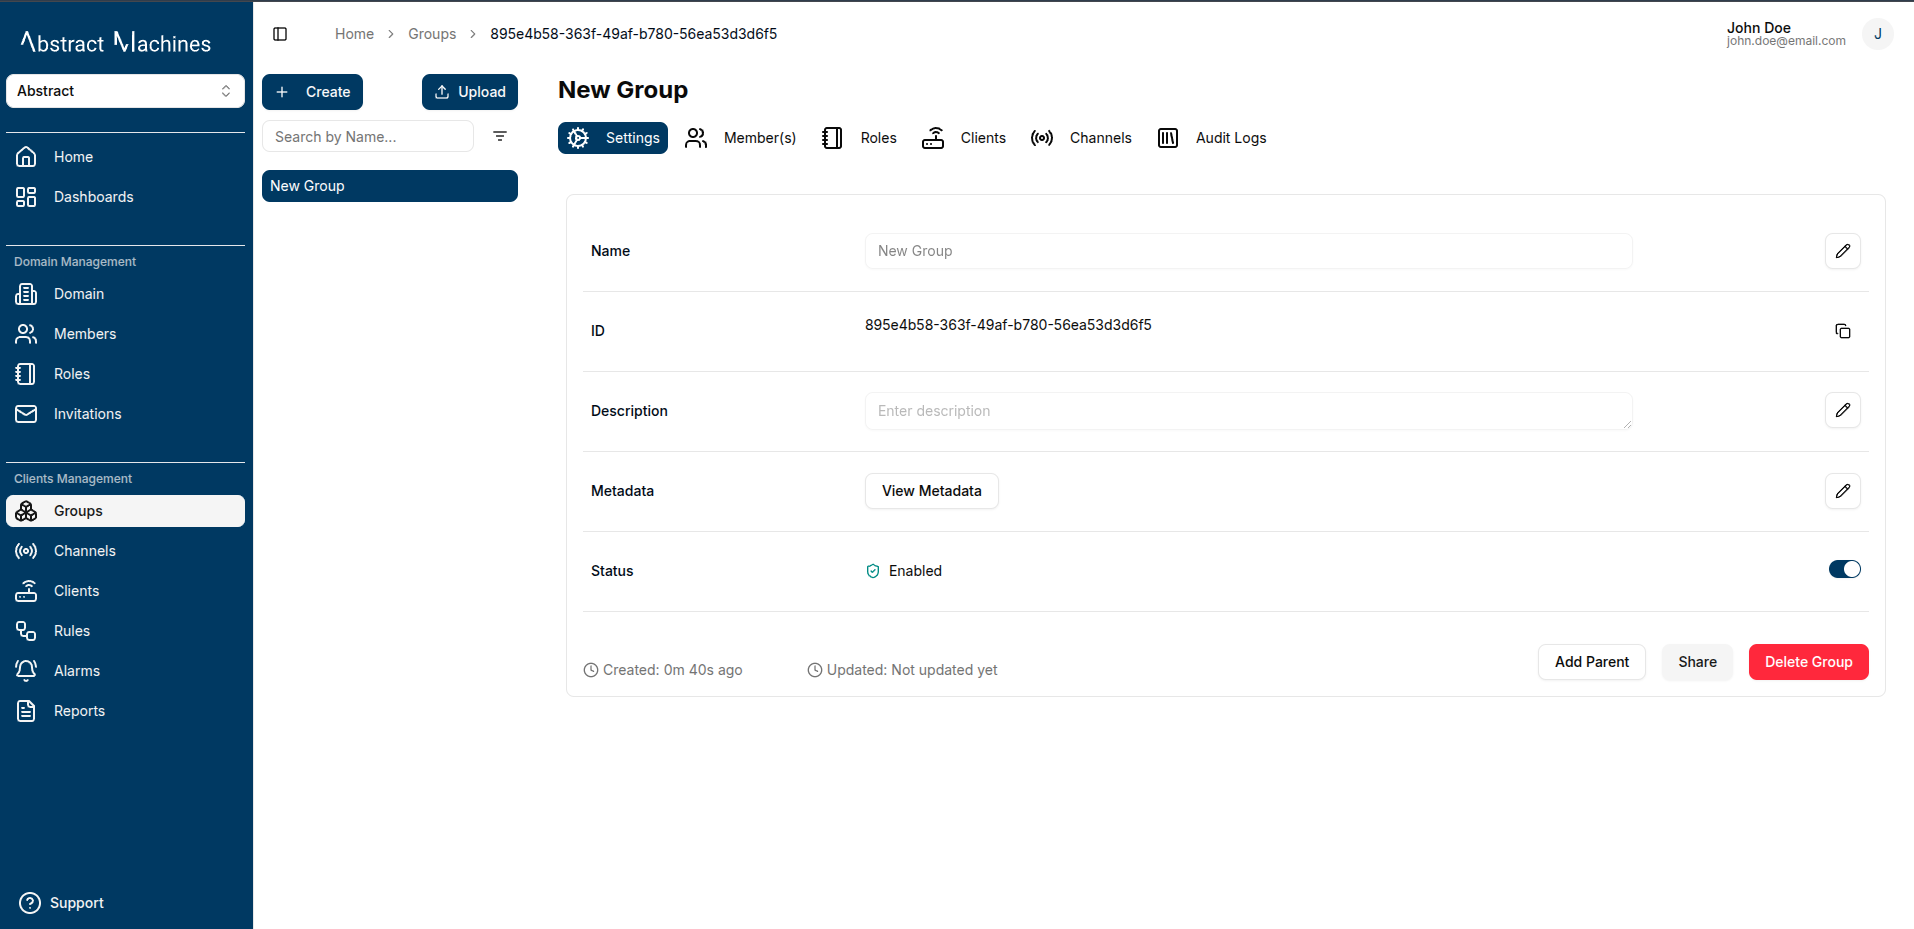 Abstract Machines
Abstract
Home
Dashboards
Domain Management
Domain
Members
Roles
Invitations
Clients Management
Groups
Channels
Clients
Rules
Alarms
Reports
Support
Home > Groups > 895e4b58-363f-49af-b780-56ea53d3d6f5
John Doe
john.doe@email.com
J
Create
Upload
Search by Name...
New Group
New Group
Settings Member(s) Roles Clients Channels Audit Logs
Name New Group
ID 895e4b58-363f-49af-b780-56ea53d3d6f5
Description Enter description
Metadata View Metadata
Status Enabled
Created: 0m 40s ago Updated: Not updated yet
Add Parent Share Delete Group